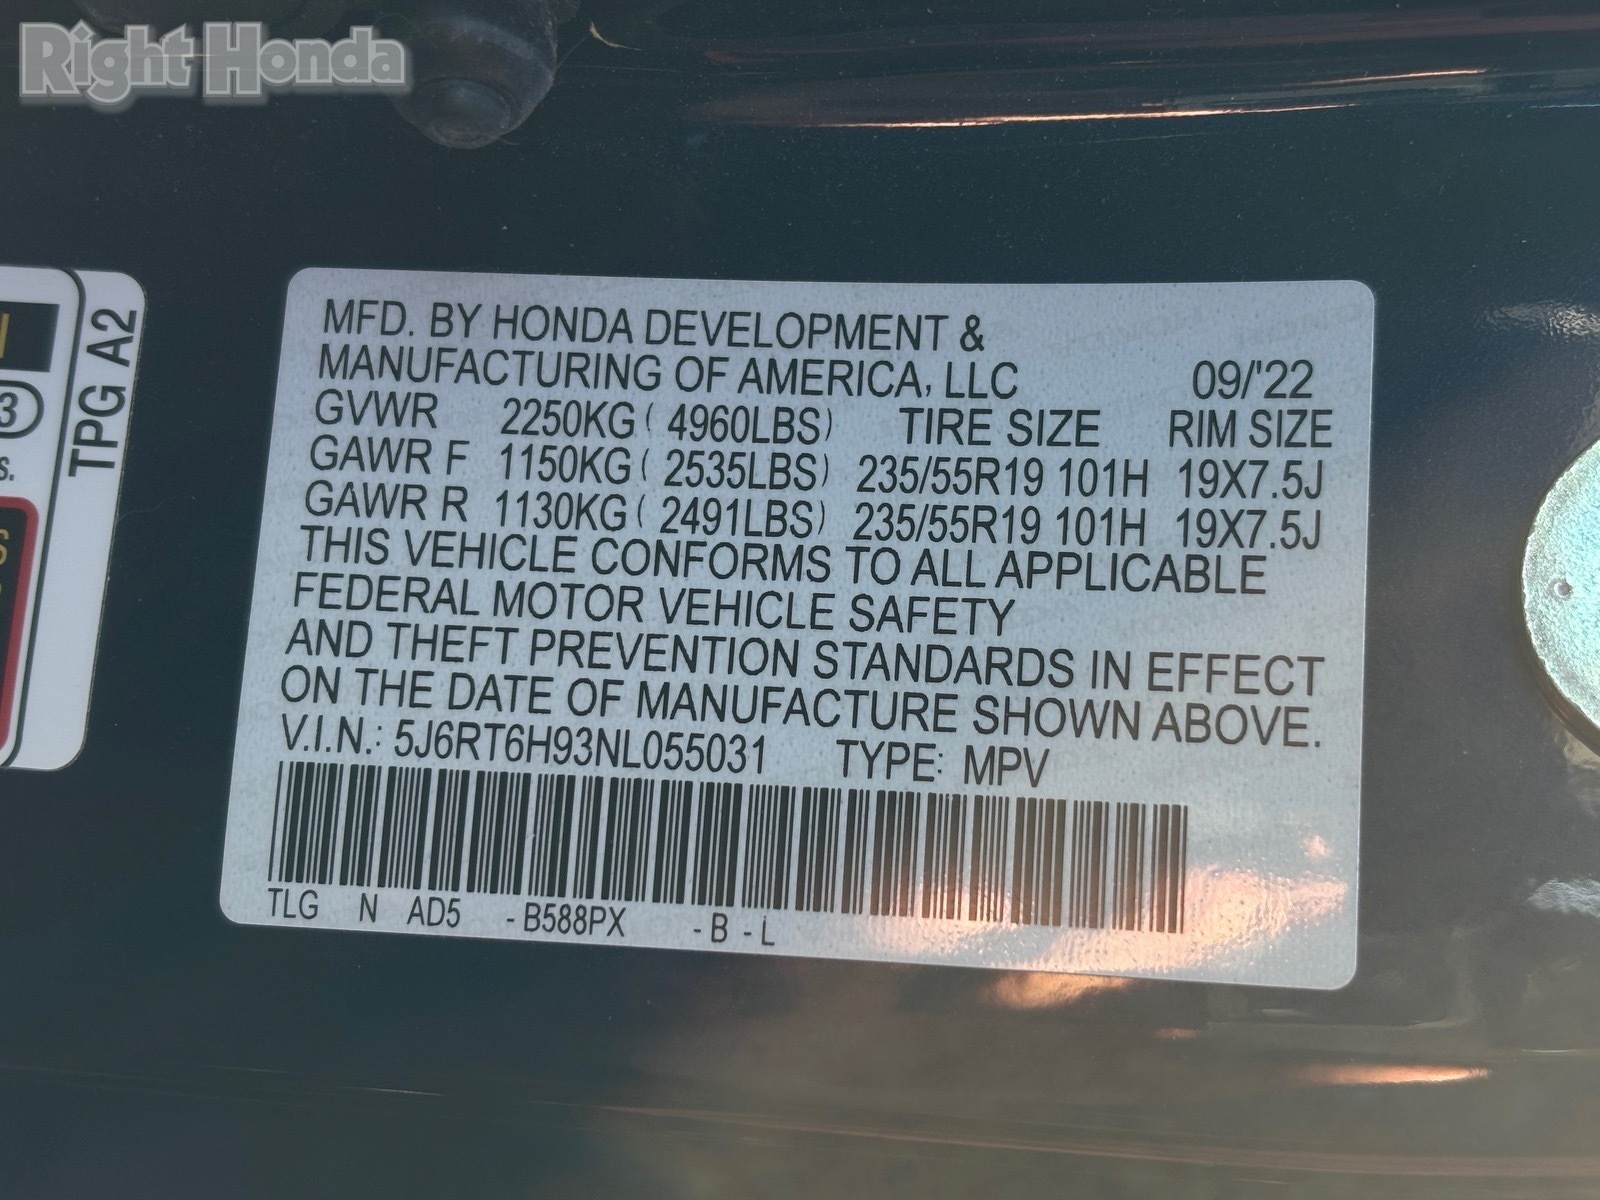 Right Honda
TPG A2
3
S.
S
MFD. BY HONDA DEVELOPMENT &
MANUFACTURING OF AMERICA, LLC 09/'22
GVWR 2250KG ( 4960LBS) TIRE SIZE RIM SIZE
GAWR F 1150KG ( 2535LBS) 235/55R19 101H 19X7.5J
GAWR R 1130KG ( 2491LBS) 235/55R19 101H 19X7.5J
THIS VEHICLE CONFORMS TO ALL APPLICABLE
FEDERAL MOTOR VEHICLE SAFETY
AND THEFT PREVENTION STANDARDS IN EFFECT
ON THE DATE OF MANUFACTURE SHOWN ABOVE.
V.I.N.: 5J6RT6H93NL055031 TYPE: MPV
TLG N AD5 - B588PX - B - L